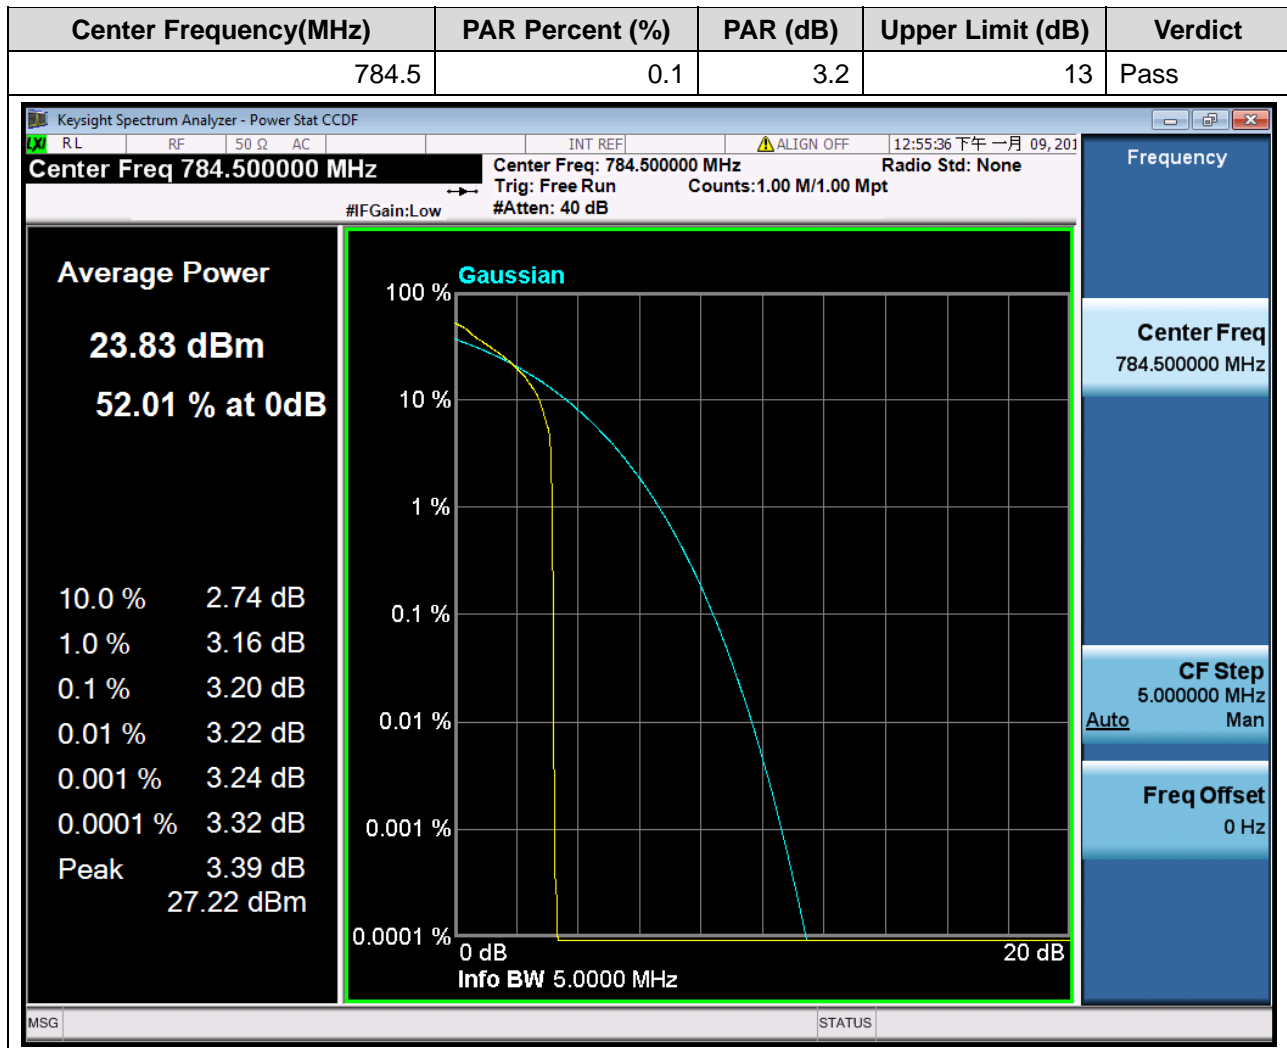 Center Frequency(MHz) PAR Percent (%) PAR (dB) Upper Limit (dB) Verdict
784.5 0.1 3.2 13 Pass
Keysight Spectrum Analyzer - Power Stat CCDF
LXI RL RF 50 Ω AC INT REF ALIGN OFF 12:55:36 下午 一月 09, 201
Center Freq 784.500000 MHz
Center Freq: 784.500000 MHz Radio Std: None
Trig: Free Run Counts:1.00 M/1.00 Mpt
#IFGain:Low #Atten: 40 dB
Average Power
23.83 dBm
52.01 % at 0dB
10.0 % 2.74 dB
1.0 % 3.16 dB
0.1 % 3.20 dB
0.01 % 3.22 dB
0.001 % 3.24 dB
0.0001 % 3.32 dB
Peak 3.39 dB
27.22 dBm
Gaussian
100 %
10 %
1 %
0.1 %
0.01 %
0.001 %
0.0001 %
0 dB 20 dB
Info BW 5.0000 MHz
Frequency
Center Freq
784.500000 MHz
CF Step
5.000000 MHz
Auto Man
Freq Offset
0 Hz
MSG STATUS